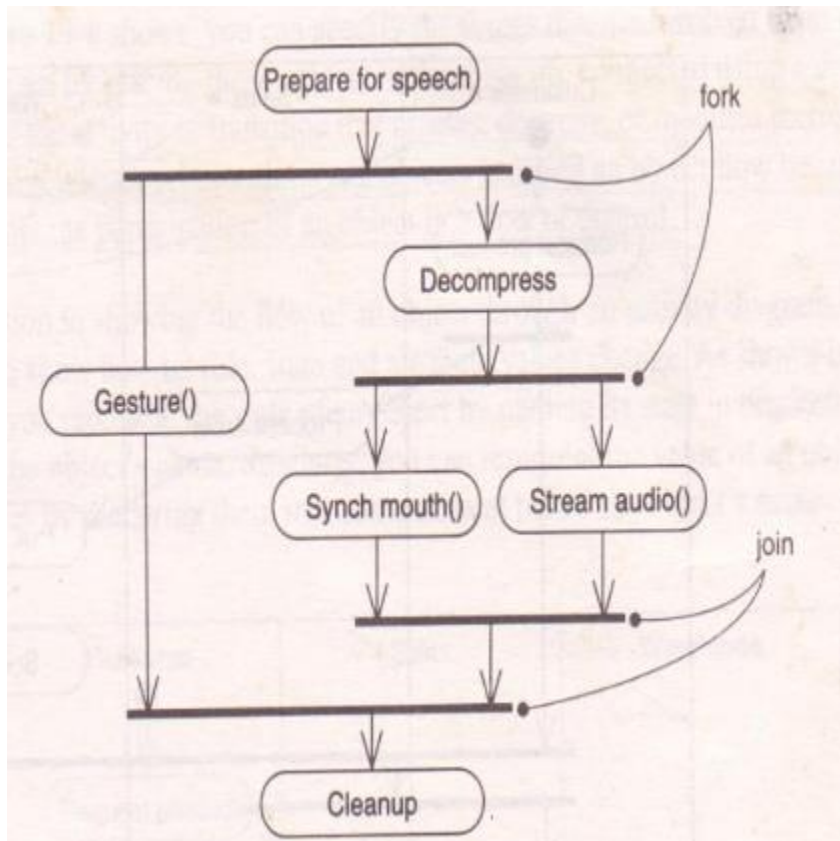 Prepare for speech
fork
Decompress
Gesture()
Synch mouth()
Stream audio()
join
Cleanup